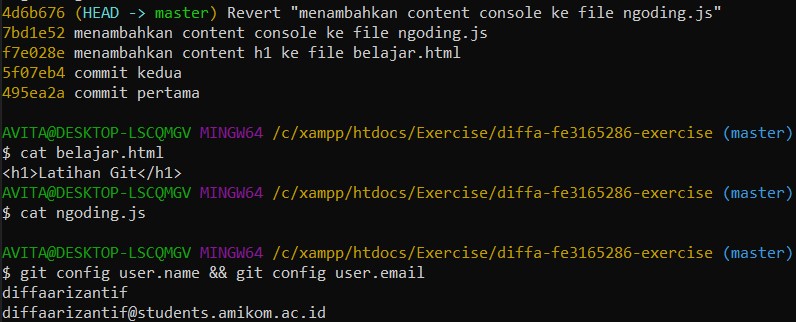 4d6b676 (HEAD -> master) Revert "menambahkan content console ke file ngoding.js"
7bd1e52 menambahkan content console ke file ngoding.js
f7e028e menambahkan content h1 ke file belajar.html
5f07eb4 commit kedua
495ea2a commit pertama
AVITA@DESKTOP-LSCQMGV MINGW64 /c/xampp/htdocs/Exercise/diffa-fe3165286-exercise (master)
$ cat belajar.html
<h1>Latihan Git</h1>
AVITA@DESKTOP-LSCQMGV MINGW64 /c/xampp/htdocs/Exercise/diffa-fe3165286-exercise (master)
$ cat ngoding.js
AVITA@DESKTOP-LSCQMGV MINGW64 /c/xampp/htdocs/Exercise/diffa-fe3165286-exercise (master)
$ git config user.name && git config user.email
diffaarizantif
diffaarizantif@students.amikom.ac.id